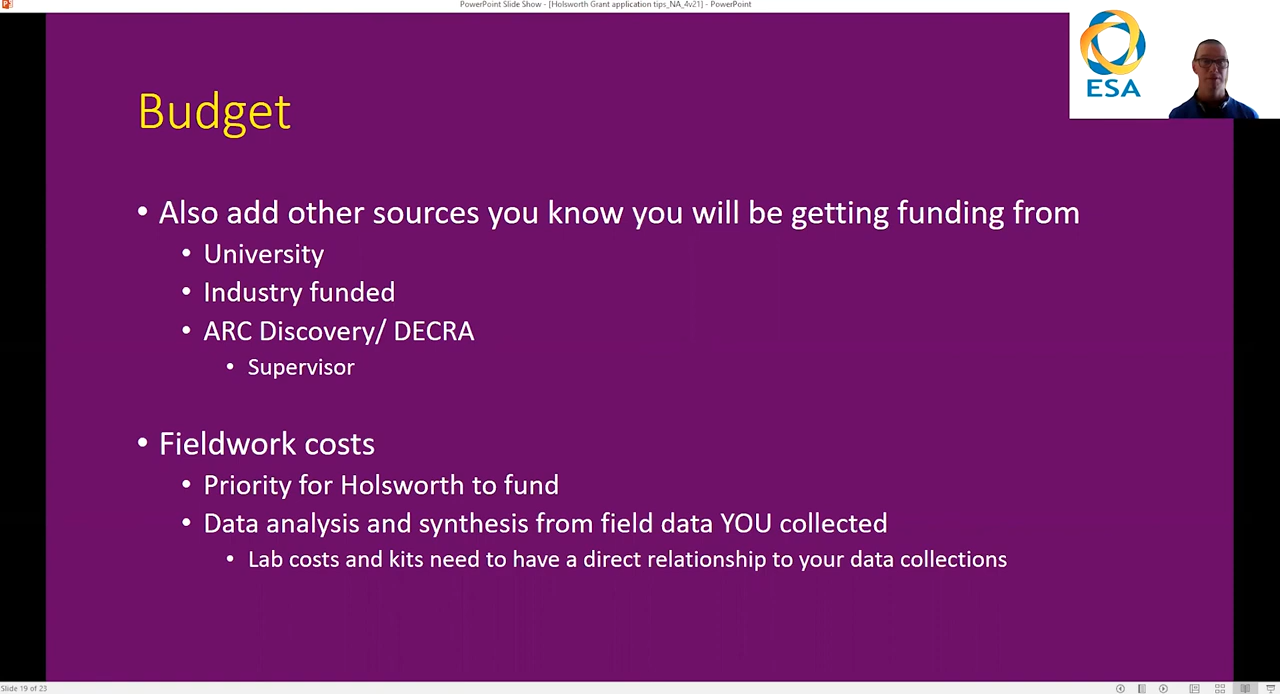 PowerPoint Slide Show - [Holsworth Grant application tips_NA_4v21] - PowerPoint
ESA
Budget
• Also add other sources you know you will be getting funding from
• University
• Industry funded
• ARC Discovery/ DECRA
• Supervisor
• Fieldwork costs
• Priority for Holsworth to fund
• Data analysis and synthesis from field data YOU collected
• Lab costs and kits need to have a direct relationship to your data collections
Slide 19 of 23